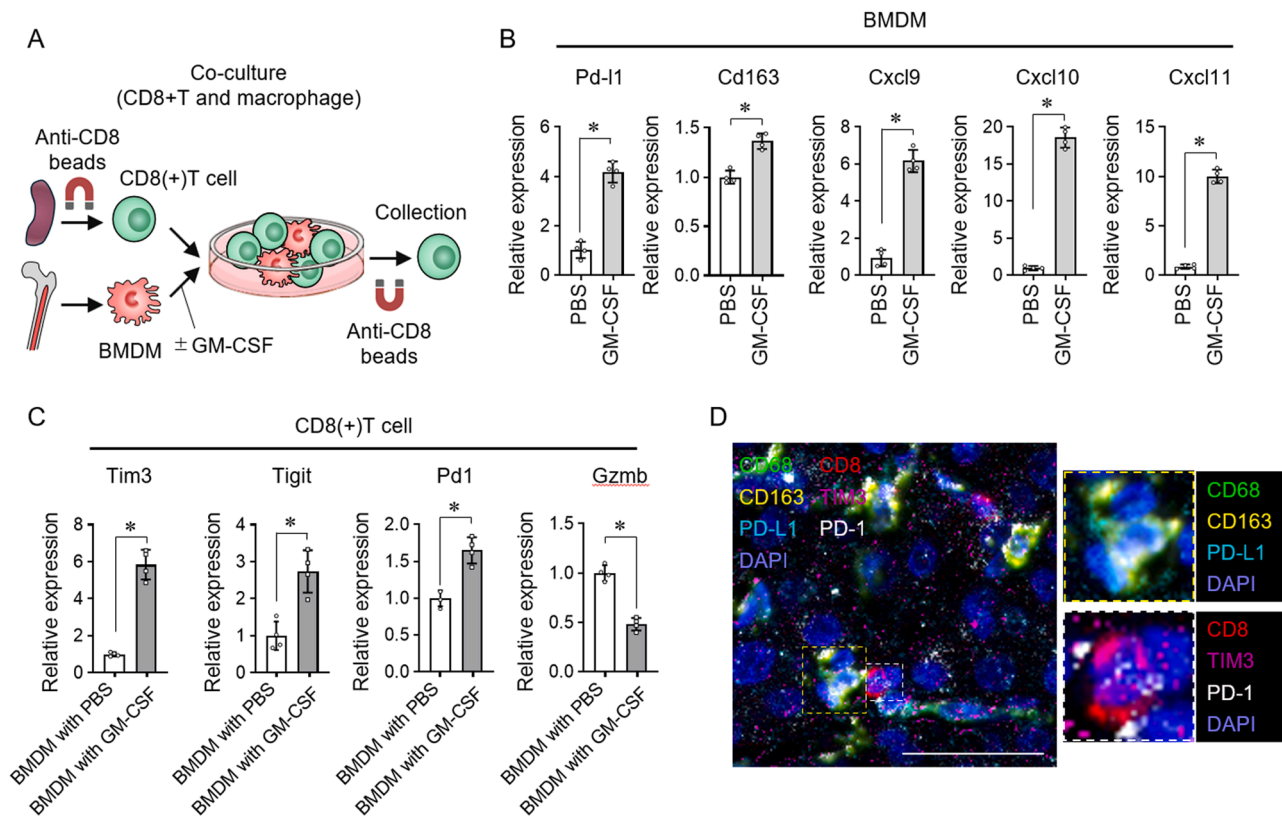 A
Co-culture
(CD8+T and macrophage)
Anti-CD8
beads
CD8(+)T cell
Collection
BMDM
±GM-CSF
Anti-CD8
beads
B
BMDM
Pd-l1
Relative expression
6
4
2
0
*
PBS
GM-CSF
Cd163
Relative expression
1.5
1.0
0.5
0.0
*
PBS
GM-CSF
Cxcl9
Relative expression
8
6
4
2
0
*
PBS
GM-CSF
Cxcl10
Relative expression
20
15
10
5
0
*
PBS
GM-CSF
Cxcl11
Relative expression
15
10
5
0
*
PBS
GM-CSF
C
CD8(+)T cell
Tim3
Relative expression
8
6
4
2
0
*
BMDM with PBS
BMDM with GM-CSF
Tigit
Relative expression
4
3
2
1
0
*
BMDM with PBS
BMDM with GM-CSF
Pd1
Relative expression
2.0
1.5
1.0
0.5
0.0
*
BMDM with PBS
BMDM with GM-CSF
Gzmb
Relative expression
1.5
1.0
0.5
0.0
*
BMDM with PBS
BMDM with GM-CSF
D
CD68 CD8
CD163 TIM3
PD-L1 PD-1
DAPI
CD68
CD163
PD-L1
DAPI
CD8
TIM3
PD-1
DAPI